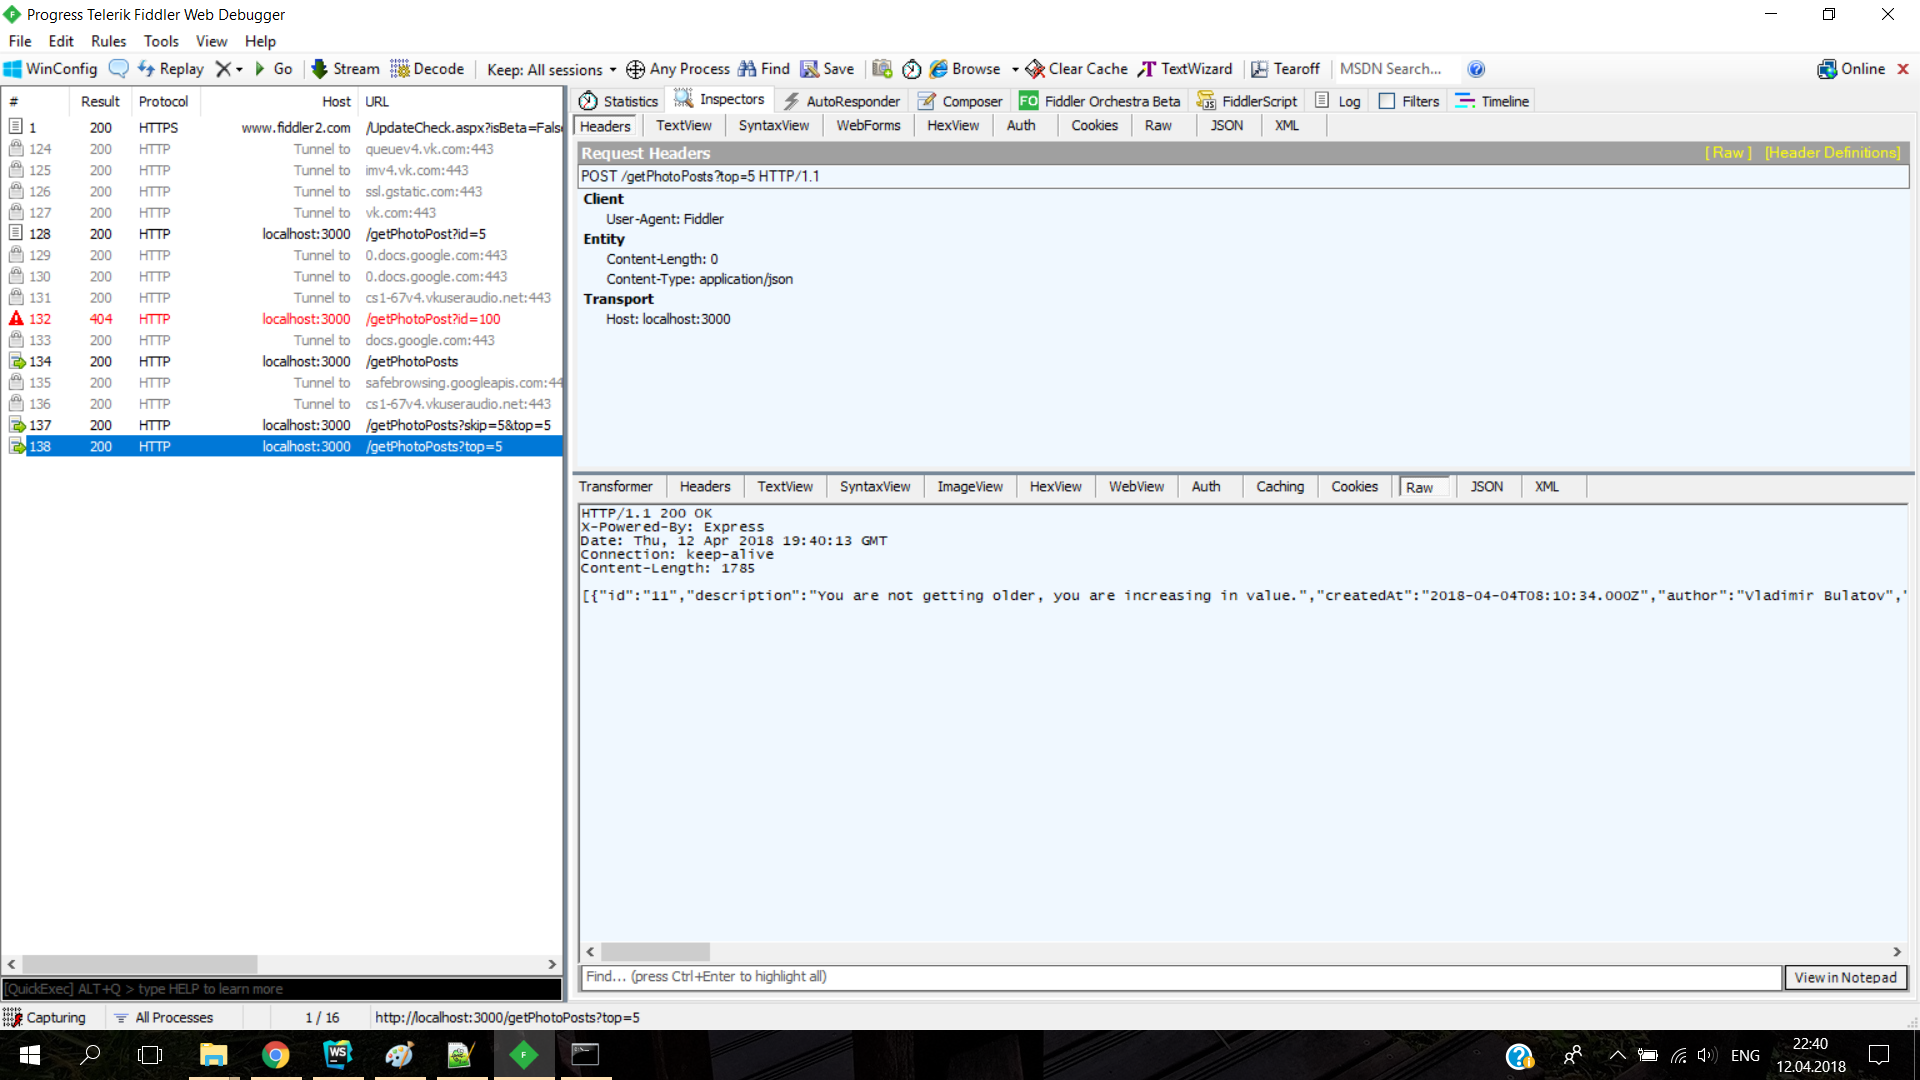 Progress Telerik Fiddler Web Debugger
File Edit Rules Tools View Help
WinConfig Replay Go Stream Decode Keep: All sessions Any Process Find Save Browse Clear Cache TextWizard Tearoff MSDN Search... Online
# Result Protocol Host URL
1 200 HTTPS www.fiddler2.com /UpdateCheck.aspx?isBeta=False
124 200 HTTP Tunnel to queuev4.vk.com:443
125 200 HTTP Tunnel to imv4.vk.com:443
126 200 HTTP Tunnel to ssl.gstatic.com:443
127 200 HTTP Tunnel to vk.com:443
128 200 HTTP localhost:3000 /getPhotoPost?id=5
129 200 HTTP Tunnel to 0.docs.google.com:443
130 200 HTTP Tunnel to 0.docs.google.com:443
131 200 HTTP Tunnel to cs1-67v4.vkuseraudio.net:443
132 404 HTTP localhost:3000 /getPhotoPost?id=100
133 200 HTTP Tunnel to docs.google.com:443
134 200 HTTP localhost:3000 /getPhotoPosts
135 200 HTTP Tunnel to safebrowsing.googleapis.com:44
136 200 HTTP Tunnel to cs1-67v4.vkuseraudio.net:443
137 200 HTTP localhost:3000 /getPhotoPosts?skip=5&top=5
138 200 HTTP localhost:3000 /getPhotoPosts?top=5
[QuickExec] ALT+Q > type HELP to learn more
Statistics Inspectors AutoResponder Composer FO Fiddler Orchestra Beta FiddlerScript Log Filters Timeline
Headers TextView SyntaxView WebForms HexView Auth Cookies Raw JSON XML
Request Headers [ Raw ] [Header Definitions]
POST /getPhotoPosts?top=5 HTTP/1.1
Client
User-Agent: Fiddler
Entity
Content-Length: 0
Content-Type: application/json
Transport
Host: localhost:3000
Transformer Headers TextView SyntaxView ImageView HexView WebView Auth Caching Cookies Raw JSON XML
HTTP/1.1 200 OK
X-Powered-By: Express
Date: Thu, 12 Apr 2018 19:40:13 GMT
Connection: keep-alive
Content-Length: 1785
[{"id":"11","description":"You are not getting older, you are increasing in value.","createdAt":"2018-04-04T08:10:34.000Z","author":"Vladimir Bulatov","
Find... (press Ctrl+Enter to highlight all) View in Notepad
Capturing All Processes 1 / 16 http://localhost:3000/getPhotoPosts?top=5
WS F ENG 22:40
12.04.2018